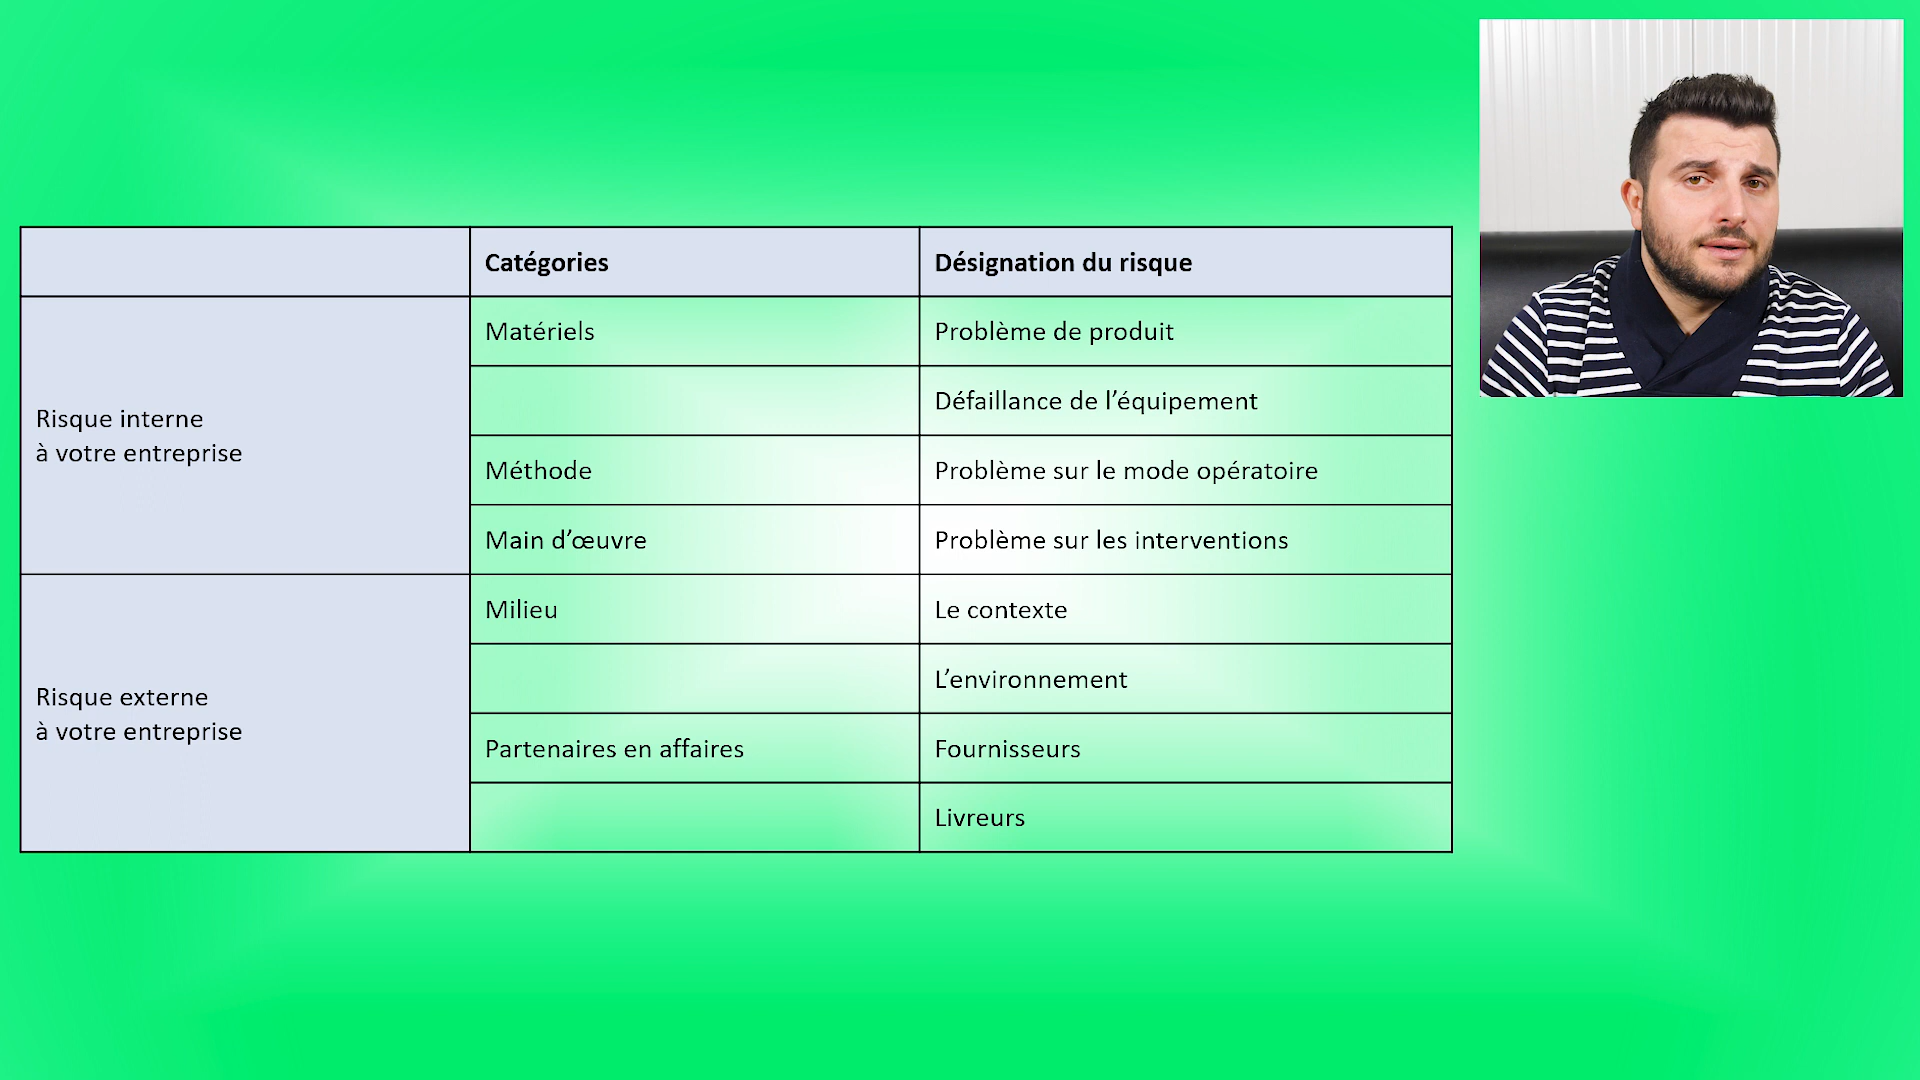 Catégories
Désignation du risque
Risque interne
à votre entreprise
Matériels
Problème de produit
Défaillance de l’équipement
Méthode
Problème sur le mode opératoire
Main d’œuvre
Problème sur les interventions
Risque externe
à votre entreprise
Milieu
Le contexte
L’environnement
Partenaires en affaires
Fournisseurs
Livreurs